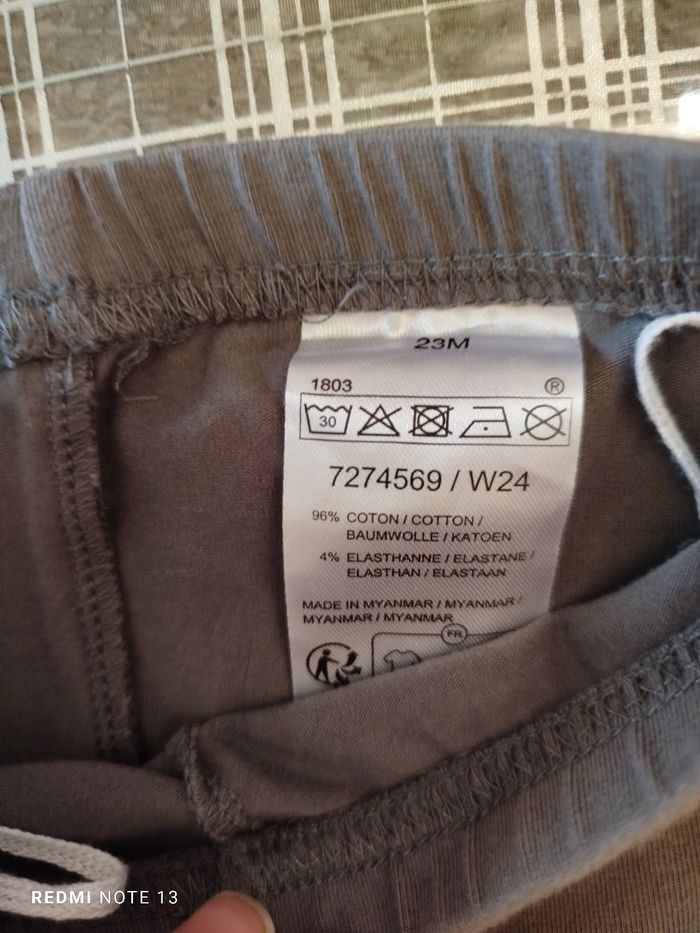 23M
1803 ®
30
7274569 / W24
96% COTON / COTTON /
BAUMWOLLE / KATOEN
4% ELASTHANNE / ELASTANE /
ELASTHAN / ELASTAAN
MADE IN MYANMAR / MYANMAR /
MYANMAR / MYANMAR
FR
REDMI NOTE 13